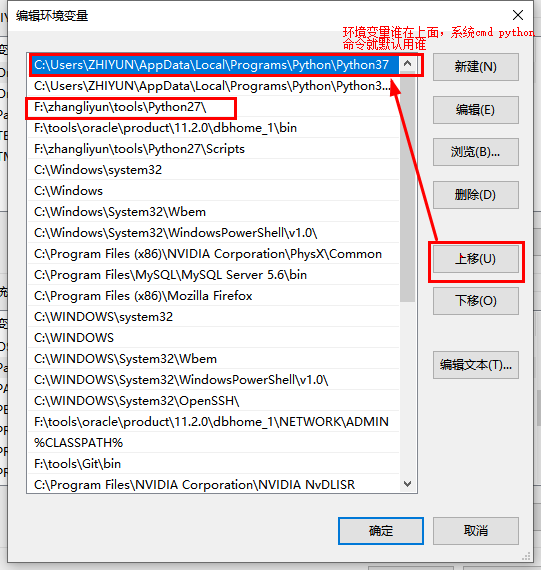 编辑环境变量
环境变量谁在上面，系统cmd python
命令就默认用谁
C:\Users\ZHIYUN\AppData\Local\Programs\Python\Python37
C:\Users\ZHIYUN\AppData\Local\Programs\Python\Python3...
F:\zhangliyun\tools\Python27\
F:\tools\oracle\product\11.2.0\dbhome_1\bin
F:\zhangliyun\tools\Python27\Scripts
C:\Windows\system32
C:\Windows
C:\Windows\System32\Wbem
C:\Windows\System32\WindowsPowerShell\v1.0\
C:\Program Files (x86)\NVIDIA Corporation\PhysX\Common
C:\Program Files\MySQL\MySQL Server 5.6\bin
C:\Program Files (x86)\Mozilla Firefox
C:\WINDOWS\system32
C:\WINDOWS
C:\WINDOWS\System32\Wbem
C:\WINDOWS\System32\WindowsPowerShell\v1.0\
C:\WINDOWS\System32\OpenSSH\
F:\tools\oracle\product\11.2.0\dbhome_1\NETWORK\ADMIN
%CLASSPATH%
F:\tools\Git\bin
C:\Program Files\NVIDIA Corporation\NVIDIA NvDLISR
新建(N)
编辑(E)
浏览(B)...
删除(D)
上移(U)
下移(O)
编辑文本(T)...
确定
取消